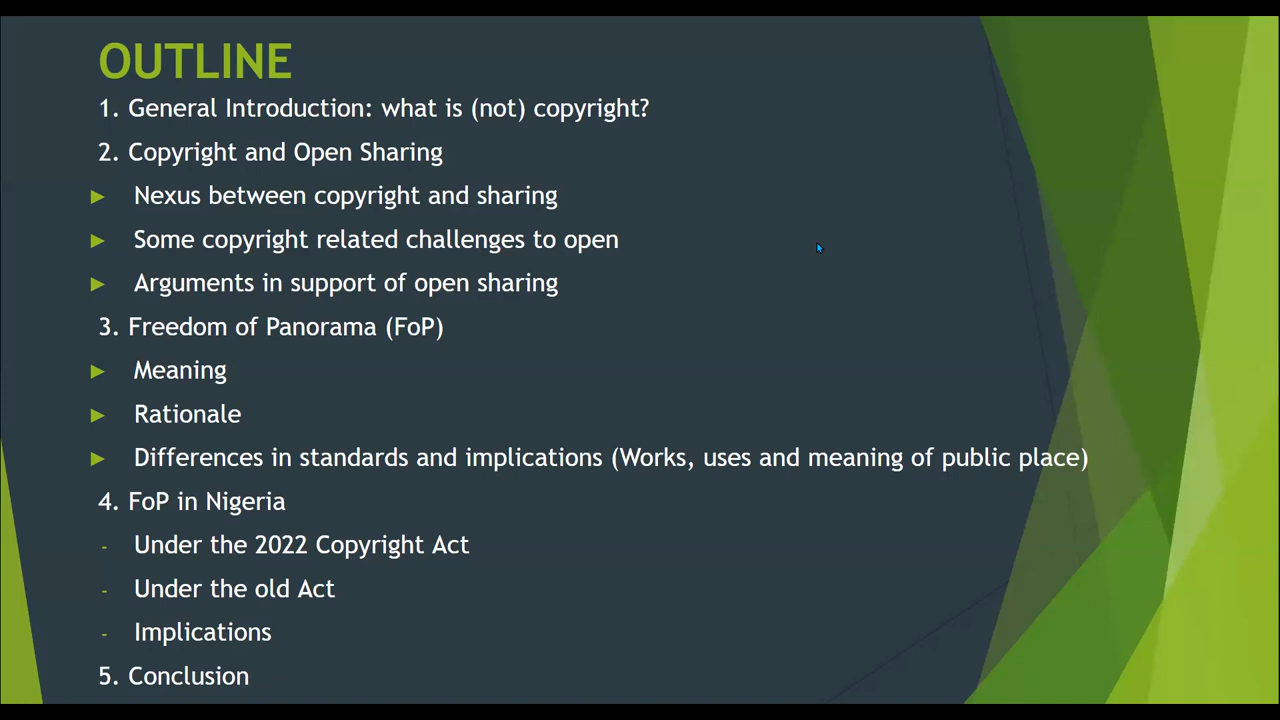 OUTLINE
1. General Introduction: what is (not) copyright?
2. Copyright and Open Sharing
► Nexus between copyright and sharing
► Some copyright related challenges to open
► Arguments in support of open sharing
3. Freedom of Panorama (FoP)
► Meaning
► Rationale
► Differences in standards and implications (Works, uses and meaning of public place)
4. FoP in Nigeria
- Under the 2022 Copyright Act
- Under the old Act
- Implications
5. Conclusion